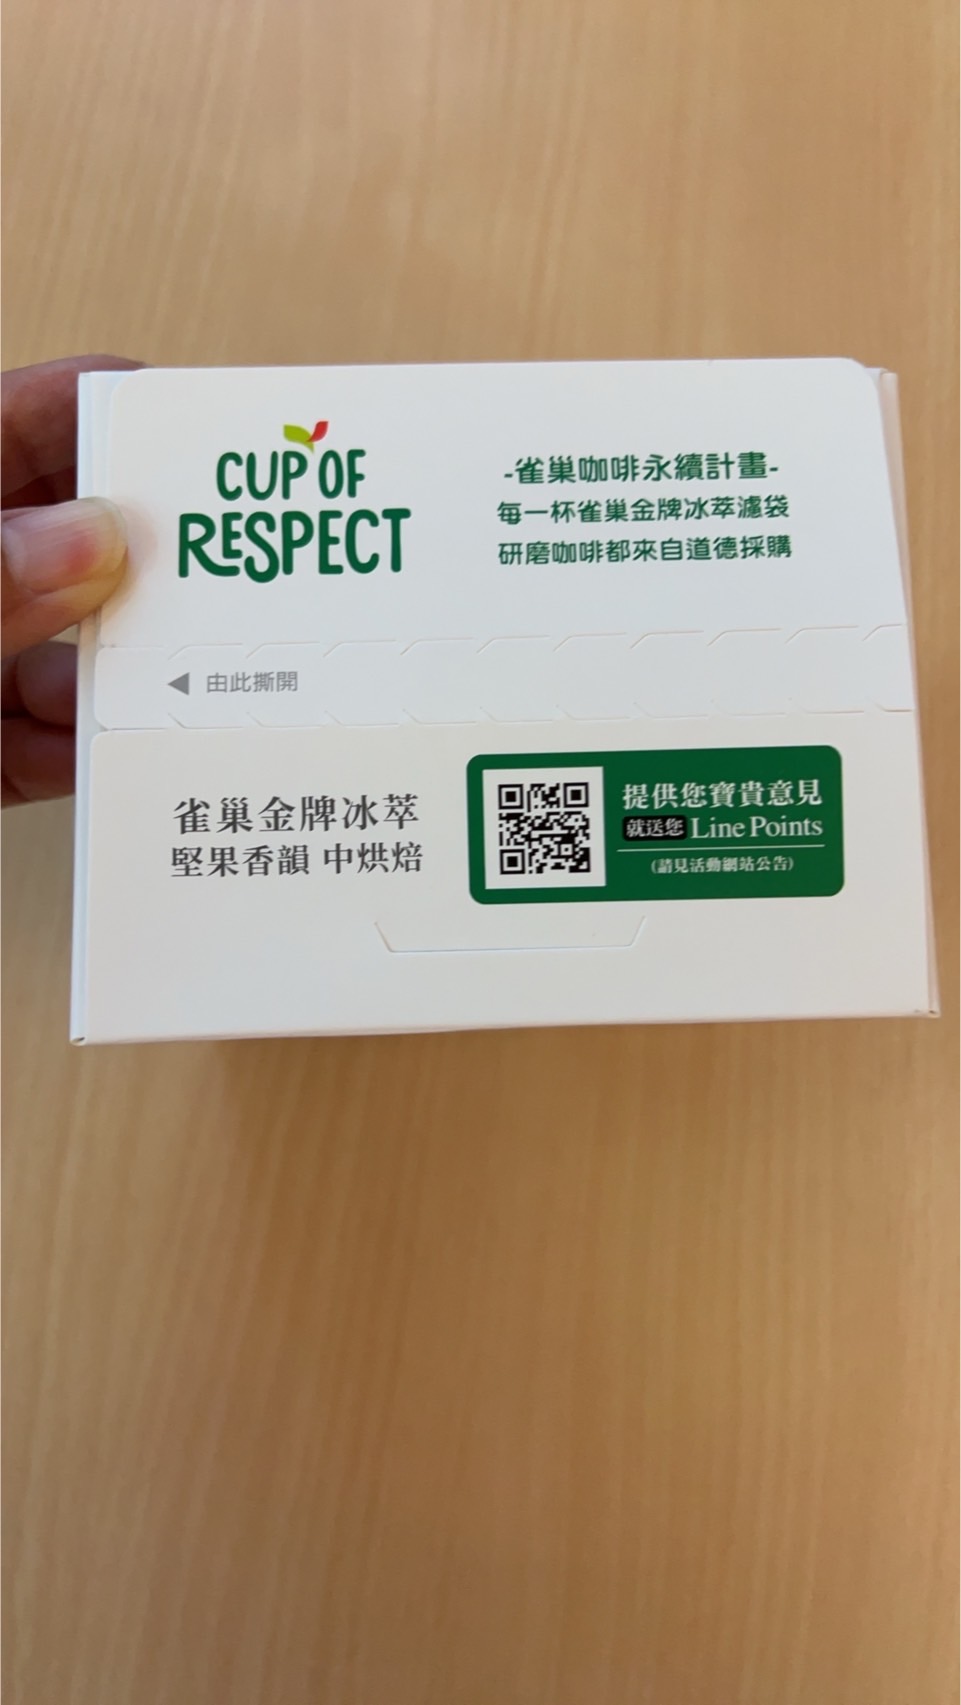 CUP OF
RESPECT
-雀巢咖啡永續計畫-
每一杯雀巢金牌冰萃濾袋
研磨咖啡都來自道德採購
由此撕開
雀巢金牌冰萃
堅果香韻 中烘焙
提供您寶貴意見
就送您 Line Points
(請見活動網站公告)